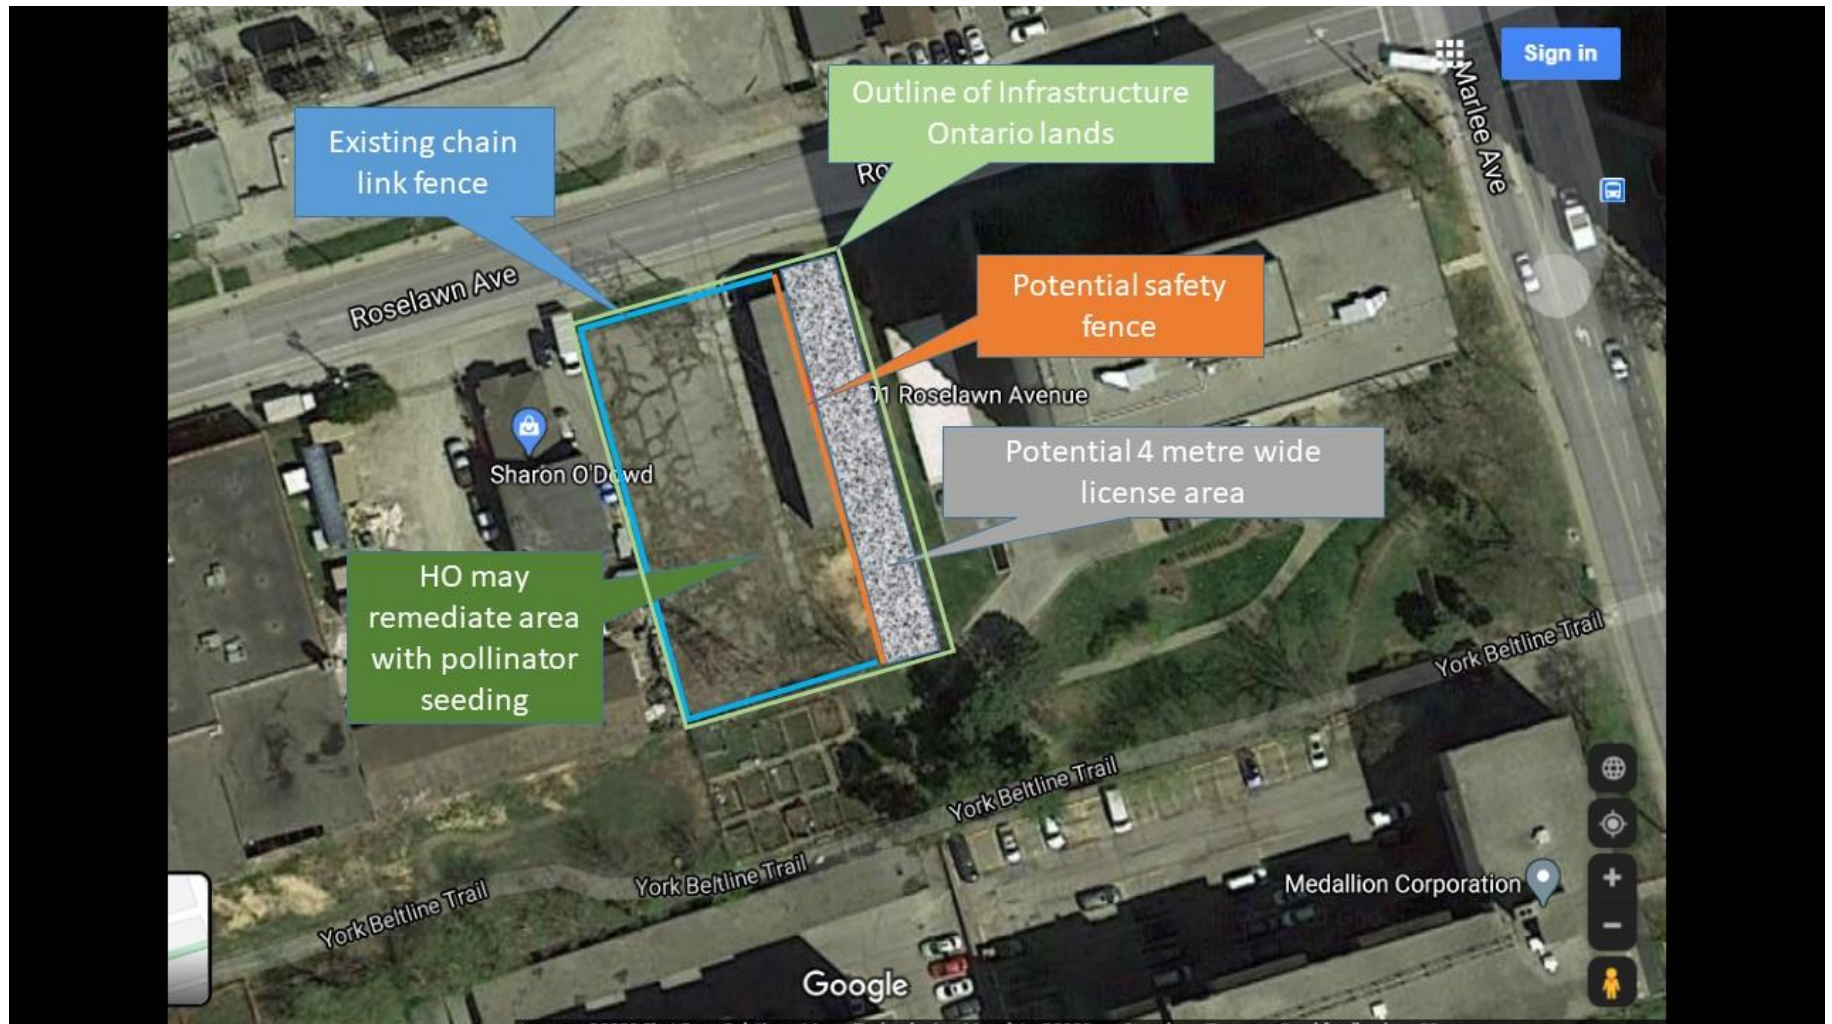 Sign in
Marlee Ave
Outline of Infrastructure
Ontario lands
Existing chain
link fence
Ro
Roselawn Ave
Potential safety
fence
01 Roselawn Avenue
Potential 4 metre wide
license area
Sharon O'Dowd
HO may
remediate area
with pollinator
seeding
York Beltline Trail
York Beltline Trail
York Beltline Trail
York Beltline Trail
Medallion Corporation
Google